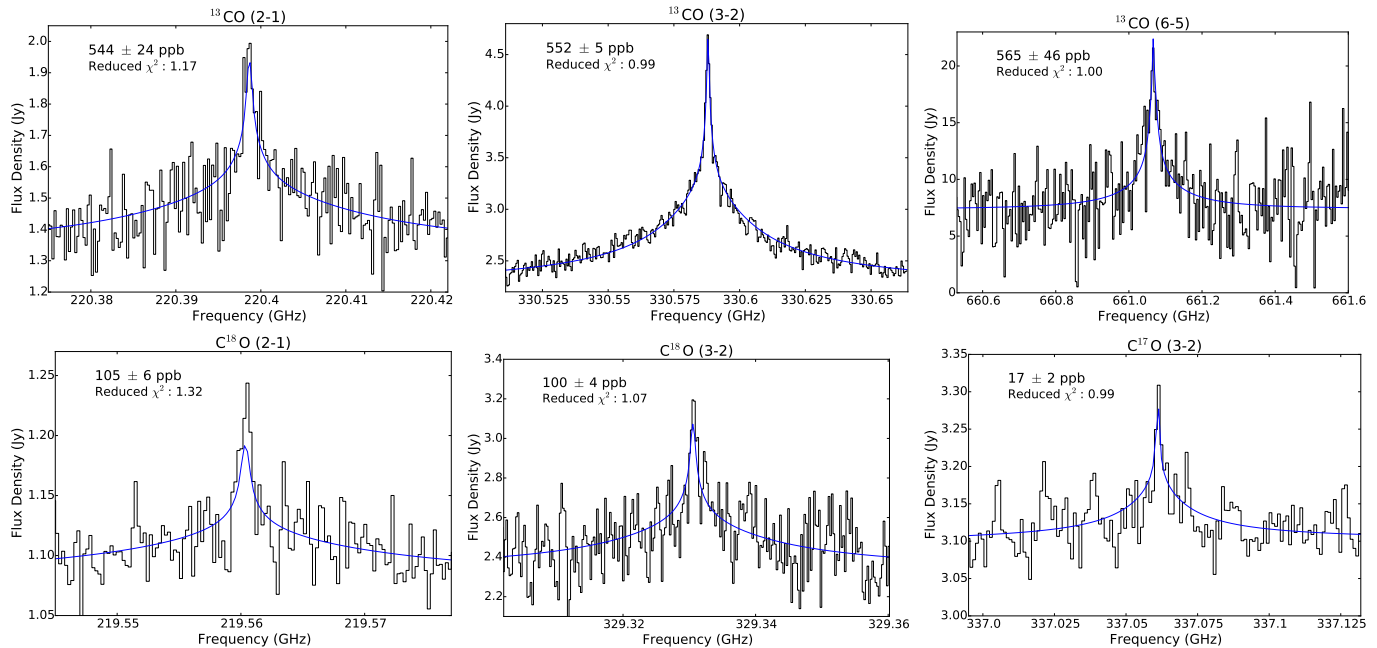 ¹³CO (2-1)
544 ± 24 ppb
Reduced χ² : 1.17
2.0
1.9
1.8
1.7
1.6
1.5
1.4
1.3
1.2
Flux Density (Jy)
220.38 220.39 220.4 220.41 220.42
Frequency (GHz)
¹³CO (3-2)
552 ± 5 ppb
Reduced χ² : 0.99
4.5
4.0
3.5
3.0
2.5
Flux Density (Jy)
330.525 330.55 330.575 330.6 330.625 330.65
Frequency (GHz)
¹³CO (6-5)
565 ± 46 ppb
Reduced χ² : 1.00
20
15
10
5
0
Flux Density (Jy)
660.6 660.8 661.0 661.2 661.4 661.6
Frequency (GHz)
C¹⁸O (2-1)
105 ± 6 ppb
Reduced χ² : 1.32
1.25
1.20
1.15
1.10
1.05
Flux Density (Jy)
219.55 219.56 219.57
Frequency (GHz)
C¹⁸O (3-2)
100 ± 4 ppb
Reduced χ² : 1.07
3.4
3.2
3.0
2.8
2.6
2.4
2.2
Flux Density (Jy)
329.32 329.34 329.36
Frequency (GHz)
C¹⁷O (3-2)
17 ± 2 ppb
Reduced χ² : 0.99
3.35
3.30
3.25
3.20
3.15
3.10
3.05
3.00
Flux Density (Jy)
337.0 337.025 337.05 337.075 337.1 337.125
Frequency (GHz)